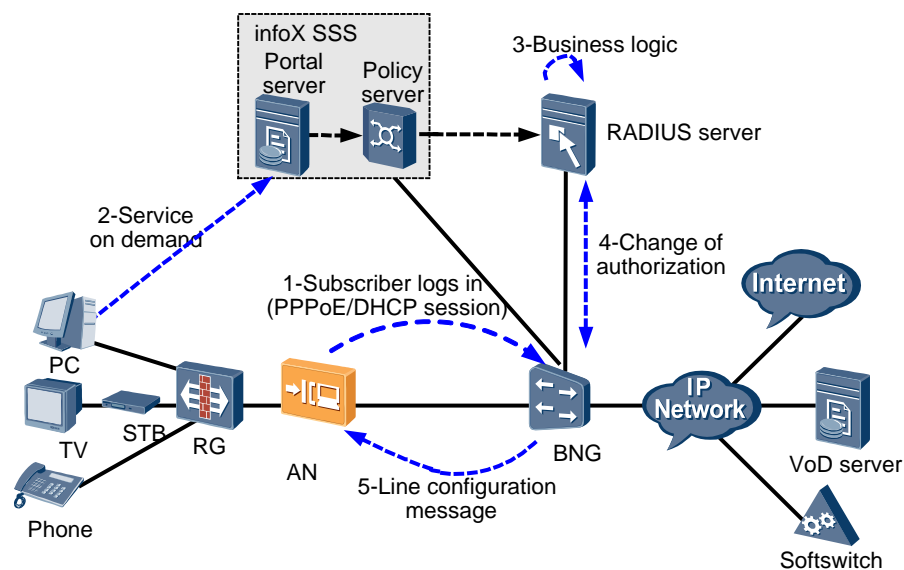 infoX SSS
Portal
server
Policy
server
3-Business logic
RADIUS server
2-Service
on demand
4-Change of
authorization
1-Subscriber logs in
(PPPoE/DHCP session)
Internet
PC
IP
Network
TV
STB
RG
AN
BNG
VoD server
5-Line configuration
message
Phone
Softswitch